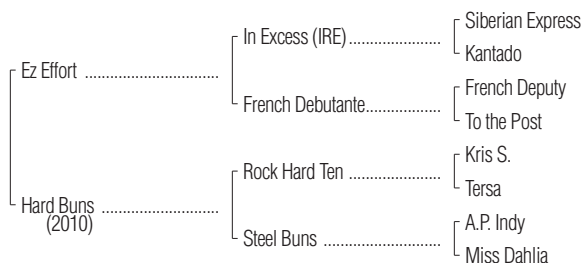 Siberian Express
In Excess (IRE)
Kantado
Ez Effort
French Deputy
French Debutante
To the Post
Kris S.
Rock Hard Ten
Tersa
Hard Buns
(2010)
A.P. Indy
Steel Buns
Miss Dahlia